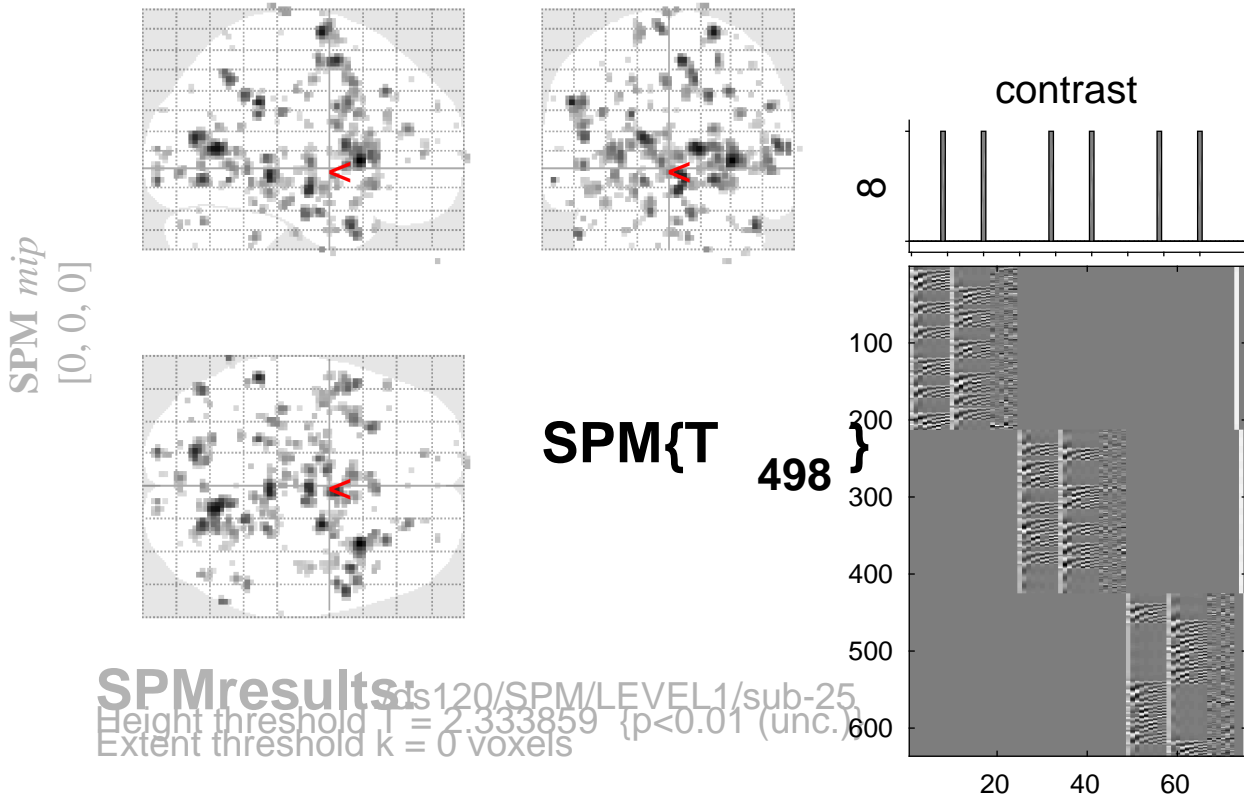 contrast
8
SPM mip
[0, 0, 0]
<
<
<
SPM{T498}
100
200
300
400
500
600
20
40
60
SPMresults: /ds120/SPM/LEVEL1/sub-25
Height threshold T = 2.333859 {p<0.01 (unc.)}
Extent threshold k = 0 voxels